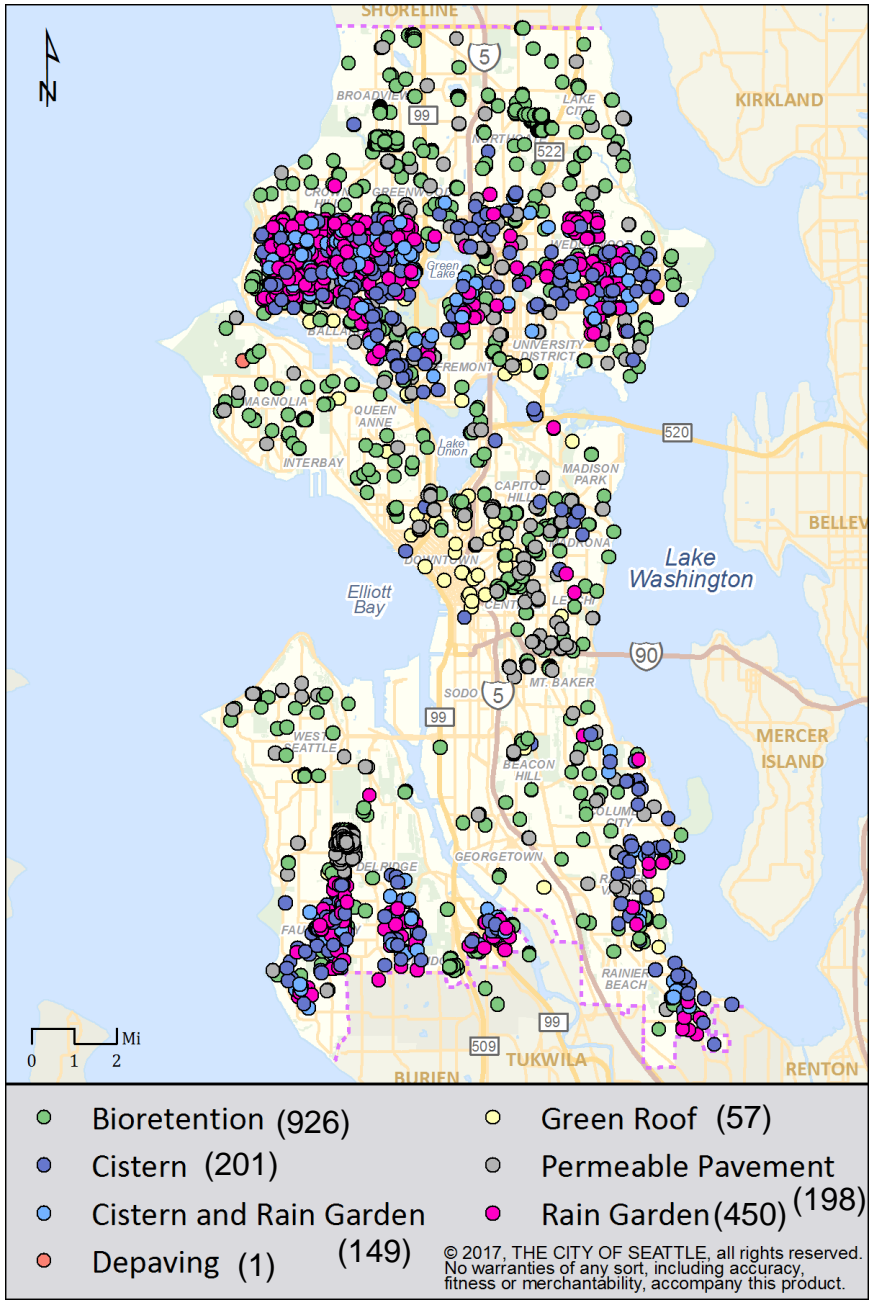 SHORELINE
N
5
KIRKLAND
BROADVIEW
99
LAKE
CITY
522
CROWN
HILL
GREENWOOD
Green
Lake
UNIVERSITY
DISTRICT
FREMONT
MAGNOLIA
QUEEN
ANNE
520
Lake
Union
INTERBAY
MADISON
PARK
CAPITOL
HILL
BELLEV
MADRONA
DOWNTOWN
Lake
Washington
Elliott
Bay
90
MT. BAKER
SODO
5
99
WEST
SEATTLE
MERCER
ISLAND
BEACON
HILL
CITY
GEORGETOWN
DELRIDGE
RAINIER
BEACH
Mi
0 1 2
99
509
TUKWILA
RENTON
BURIEN
Bioretention (926)
Cistern (201)
Cistern and Rain Garden (149)
Depaving (1)
Green Roof (57)
Permeable Pavement (198)
Rain Garden (450)
© 2017, THE CITY OF SEATTLE, all rights reserved.
No warranties of any sort, including accuracy,
fitness or merchantability, accompany this product.